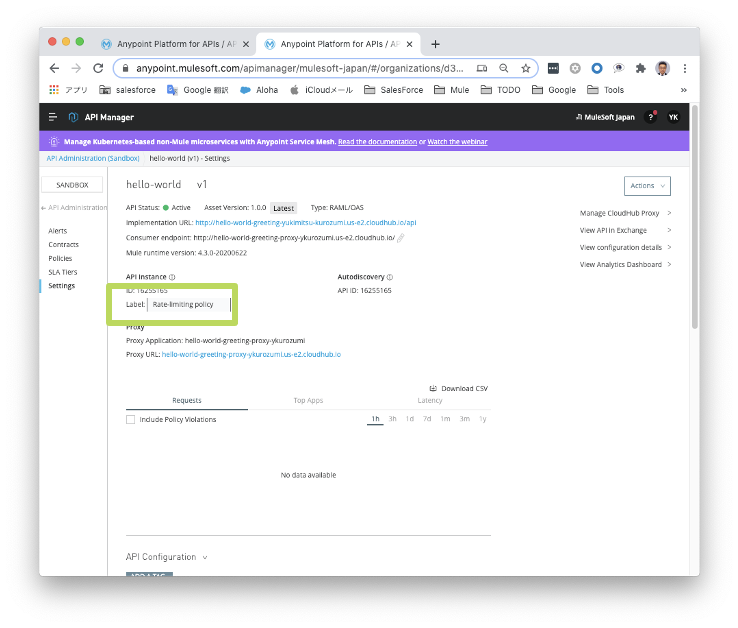 Anypoint Platform for APIs / API
Anypoint Platform for APIs / API
anypoint.mulesoft.com/apimanager/mulesoft-japan/#/organizations/d3...
アプリ salesforce Google 翻訳 Aloha iCloudメール SalesForce Mule TODO Google Tools
API Manager MuleSoft Japan ? YK
Manage Kubernetes-based non-Mule microservices with Anypoint Service Mesh. Read the documentation or Watch the webinar
API Administration (Sandbox) hello-world (v1) - Settings
SANDBOX
API Administration
Alerts
Contracts
Policies
SLA Tiers
Settings
hello-world v1
Actions
API Status: Active Asset Version: 1.0.0 Latest Type: RAML/OAS
Implementation URL: http://hello-world-greeting-yukimitsu-kurozumi.us-e2.cloudhub.io/api
Consumer endpoint: http://hello-world-greeting-proxy-ykurozumi.us-e2.cloudhub.io/
Mule runtime version: 4.3.0-20200622
Manage CloudHub Proxy >
View API in Exchange >
View configuration details >
View Analytics Dashboard >
API Instance
ID: 16255165
Label: Rate-limiting policy
Autodiscovery
API ID: 16255165
Proxy
Proxy Application: hello-world-greeting-proxy-ykurozumi
Proxy URL: hello-world-greeting-proxy-ykurozumi.us-e2.cloudhub.io
Download CSV
Requests Top Apps Latency
Include Policy Violations 1h 3h 1d 7d 1m 3m 1y
No data available
API Configuration